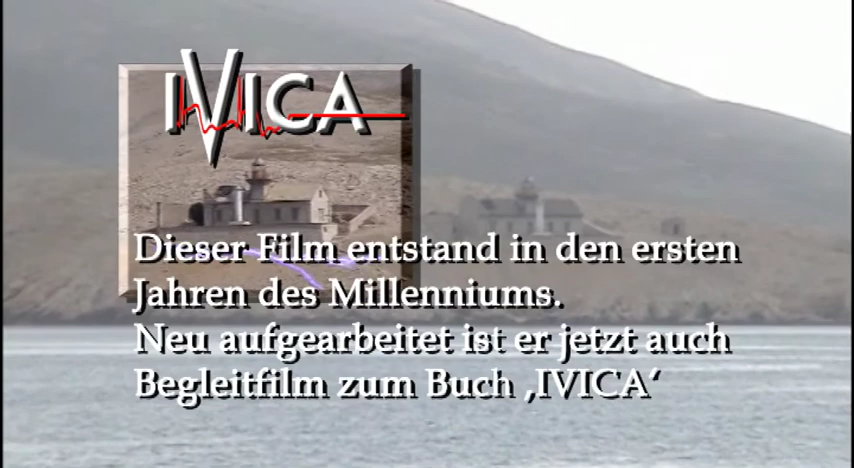 IVICA
Dieser Film entstand in den ersten
Jahren des Millenniums.
Neu aufgearbeitet ist er jetzt auch
Begleitfilm zum Buch ‚IVICA‘